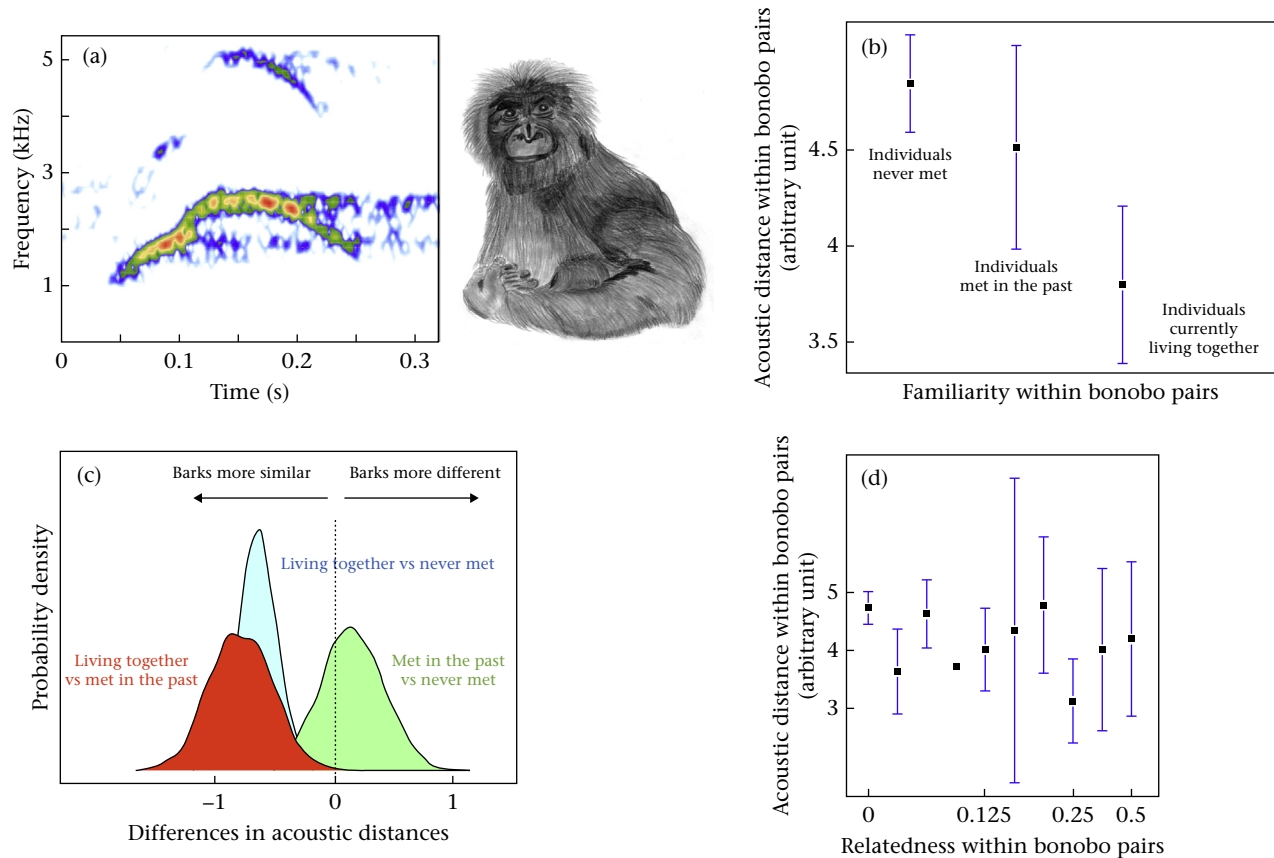 (a)
Frequency (kHz)
5
3
1
0
0.1
0.2
0.3
Time (s)
(b)
Acoustic distance within bonobo pairs
(arbitrary unit)
4.5
4
3.5
Individuals
never met
Individuals
met in the past
Individuals
currently
living together
Familiarity within bonobo pairs
(c)
Probability density
Barks more similar
Barks more different
Living together vs never met
Living together
vs met in the past
Met in the past
vs never met
−1
0
1
Differences in acoustic distances
(d)
Acoustic distance within bonobo pairs
(arbitrary unit)
5
4
3
0
0.125
0.25
0.5
Relatedness within bonobo pairs